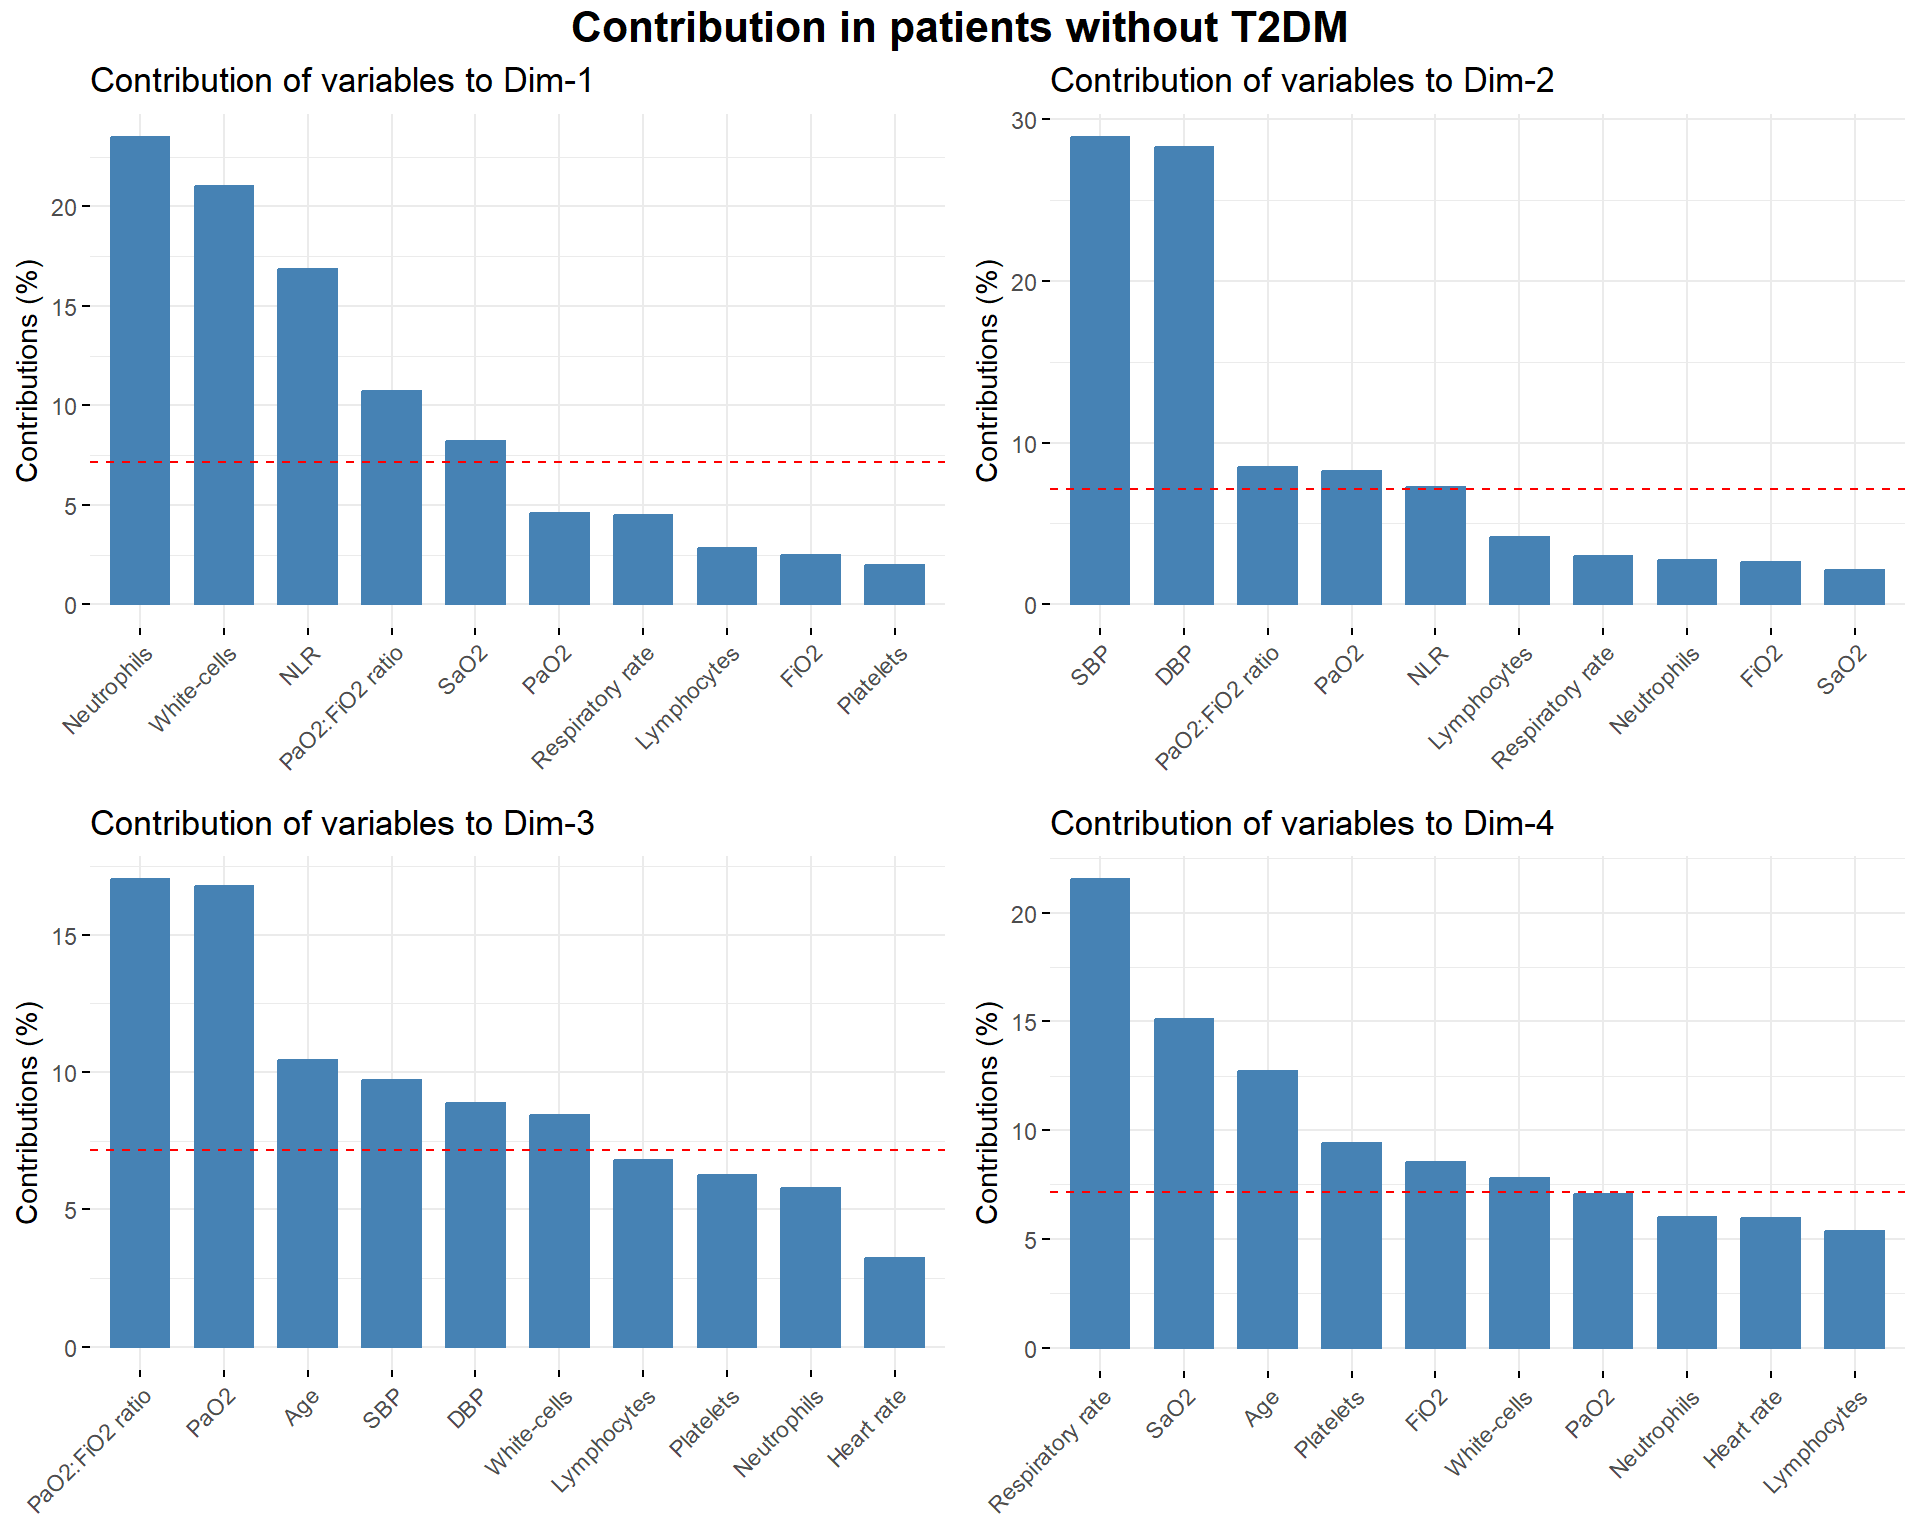 Contribution in patients without T2DM
Contribution of variables to Dim-1
Contributions (%)
20
15
10
5
0
Neutrophils
White-cells
NLR
PaO2:FiO2 ratio
SaO2
PaO2
Respiratory rate
Lymphocytes
FiO2
Platelets
Contribution of variables to Dim-2
Contributions (%)
30
20
10
0
SBP
DBP
PaO2:FiO2 ratio
PaO2
NLR
Lymphocytes
Respiratory rate
Neutrophils
FiO2
SaO2
Contribution of variables to Dim-3
Contributions (%)
15
10
5
0
PaO2:FiO2 ratio
PaO2
Age
SBP
DBP
White-cells
Lymphocytes
Platelets
Neutrophils
Heart rate
Contribution of variables to Dim-4
Contributions (%)
20
15
10
5
0
Respiratory rate
SaO2
Age
Platelets
FiO2
White-cells
PaO2
Neutrophils
Heart rate
Lymphocytes